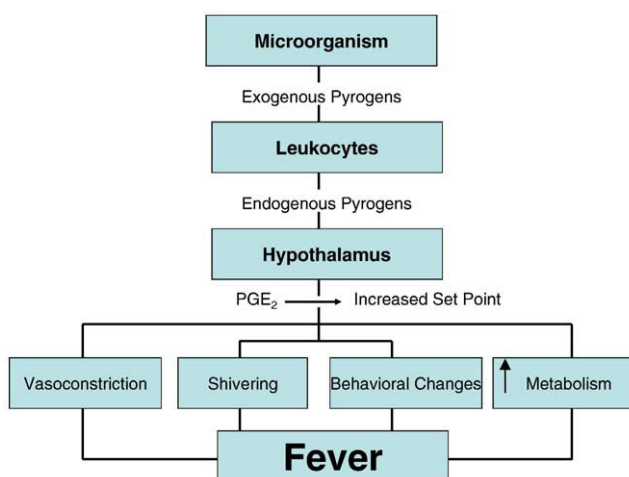 Microorganism
Exogenous Pyrogens
Leukocytes
Endogenous Pyrogens
Hypothalamus
PGE₂ Increased Set Point
Vasoconstriction Shivering Behavioral Changes Metabolism
Fever